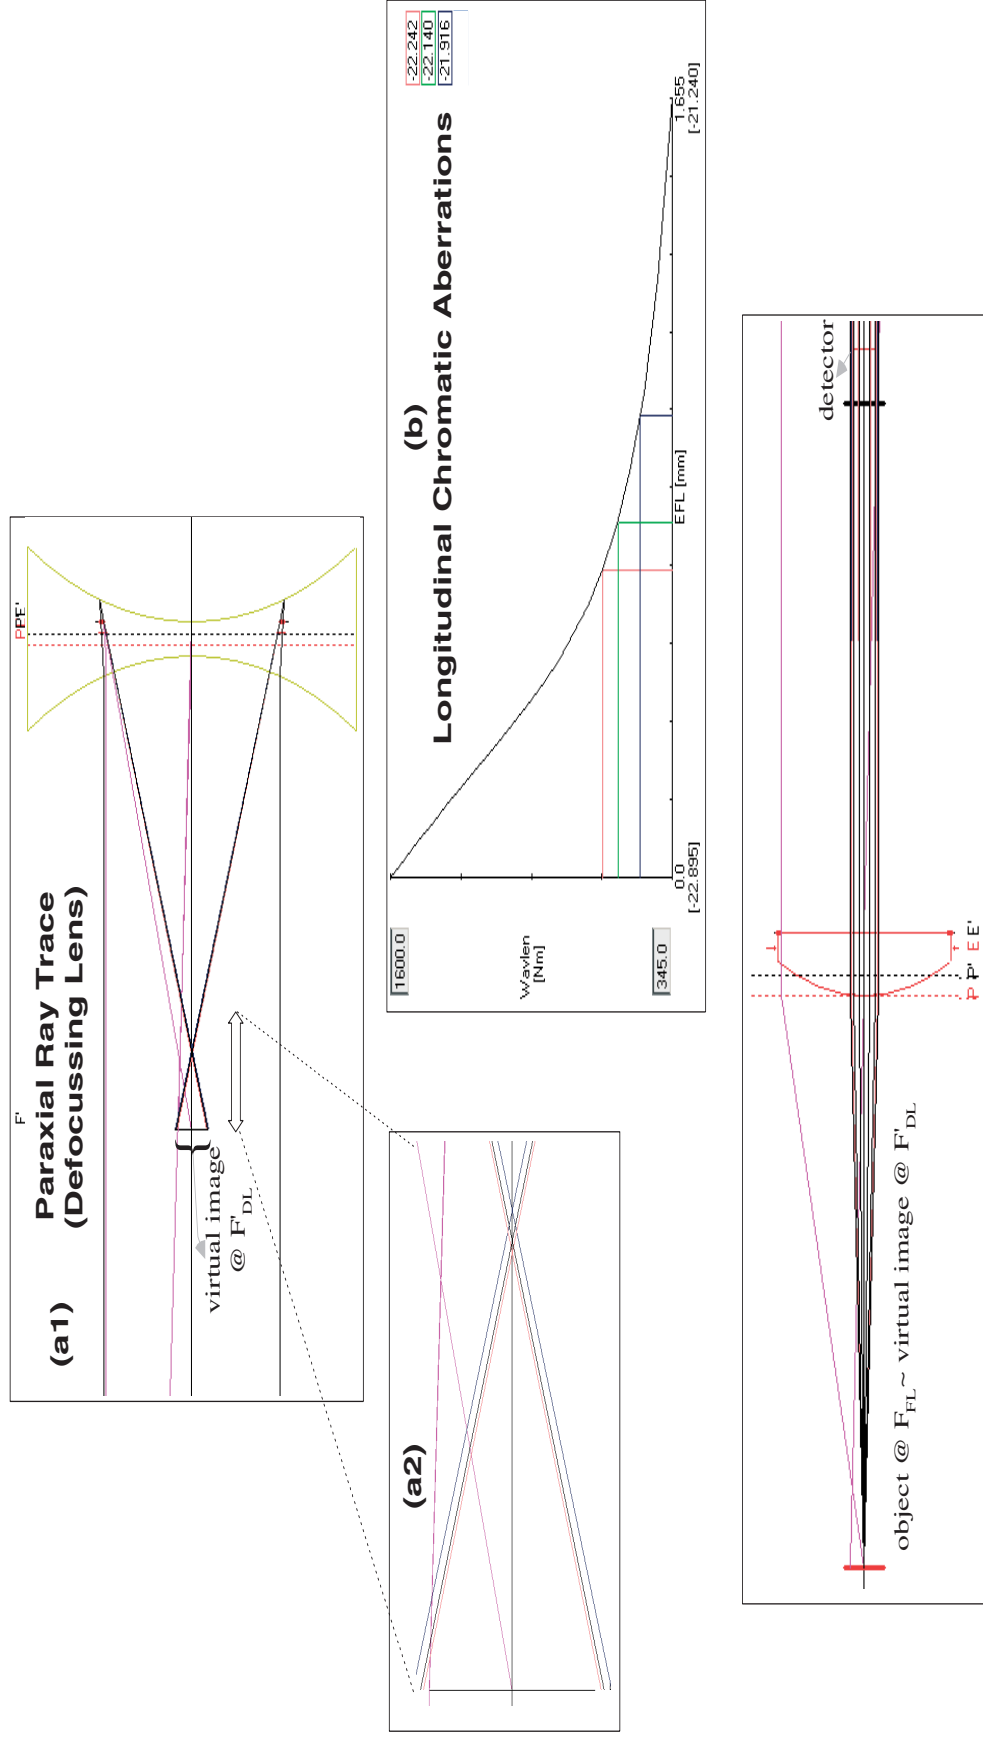 (a1)
Paraxial Ray Trace
(Defocussing Lens)
F'
PPE'
virtual image
@ F'DL
(a2)
(b)
Longitudinal Chromatic Aberrations
-22.242
-22.140
-21.916
1600.0
Wavlen
[Nm]
345.0
0.0
[-22.895]
EFL [mm]
1.655
[-21.240]
detector
object @ FFL ~ virtual image @ F'DL
P P' E E'